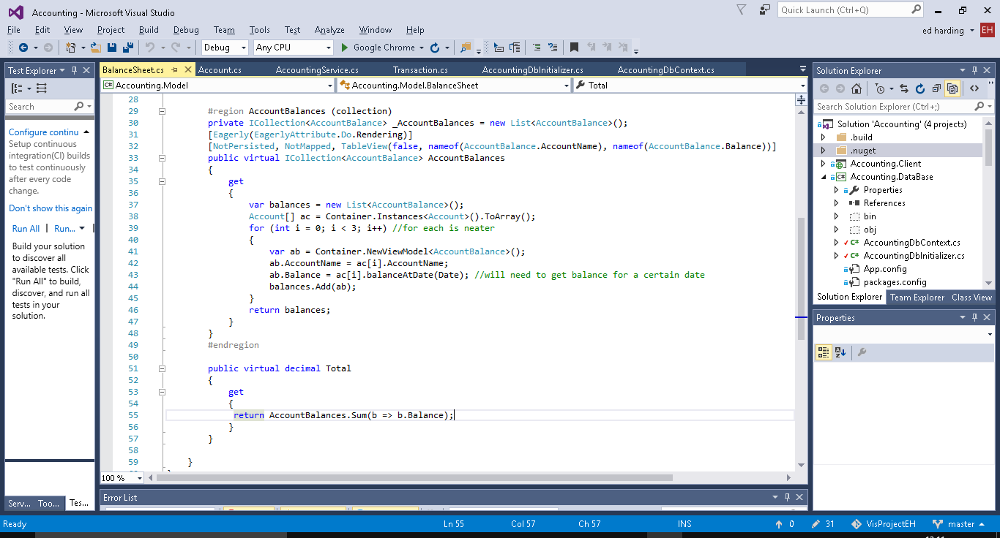 Accounting - Microsoft Visual Studio
Quick Launch (Ctrl+Q)
File Edit View Project Build Debug Team Tools Test Analyze Window Help
ed harding EH
Debug Any CPU Google Chrome
Test Explorer
BalanceSheet.cs Account.cs AccountingService.cs Transaction.cs AccountingDbInitializer.cs AccountingDbContext.cs
Accounting.Model Accounting.Model.BalanceSheet Total
Search
Configure continu
Setup continuous
integration(CI) builds
to test continuously
after every code
change.
Don't show this again
Run All | Run...
Build your solution
to discover all
available tests. Click
"Run All" to build,
discover, and run all
tests in your
solution.
Serv... Too... Tes...
28
29 #region AccountBalances (collection)
30 private ICollection<AccountBalance> _AccountBalances = new List<AccountBalance>();
31 [Eagerly(EagerlyAttribute.Do.Rendering)]
32 [NotPersisted, NotMapped, TableView(false, nameof(AccountBalance.AccountName), nameof(AccountBalance.Balance))]
33 public virtual ICollection<AccountBalance> AccountBalances
34 {
35 get
36 {
37 var balances = new List<AccountBalance>();
38 Account[] ac = Container.Instances<Account>().ToArray();
39 for (int i = 0; i < 3; i++) //for each is neater
40 {
41 var ab = Container.NewViewModel<AccountBalance>();
42 ab.AccountName = ac[i].AccountName;
43 ab.Balance = ac[i].balanceAtDate(Date); //will need to get balance for a certain date
44 balances.Add(ab);
45 }
46 return balances;
47 }
48 }
49 #endregion
50
51 public virtual decimal Total
52 {
53 get
54 {
55 return AccountBalances.Sum(b => b.Balance);
56 }
57 }
58
59 }
100 %
Error List
Solution Explorer
Search Solution Explorer (Ctrl+;)
Solution 'Accounting' (4 projects)
.build
.nuget
Accounting.Client
Accounting.DataBase
Properties
References
bin
obj
AccountingDbContext.cs
AccountingDbInitializer.cs
App.config
packages.config
Solution Explorer Team Explorer Class View
Properties
Ready Ln 55 Col 57 Ch 57 INS 0 31 VisProjectEH master